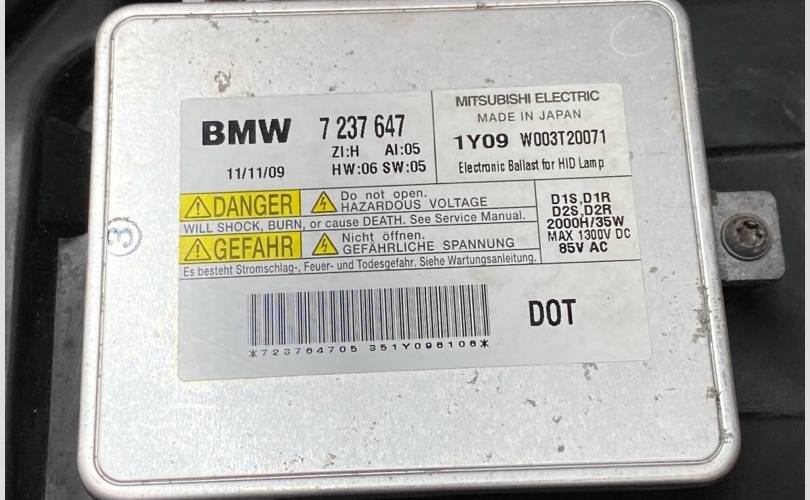 BMW 7 237 647
ZI:H AI:05
11/11/09 HW:06 SW:05
MITSUBISHI ELECTRIC
MADE IN JAPAN
1Y09 W003T20071
Electronic Ballast for HID Lamp
DANGER Do not open.
HAZARDOUS VOLTAGE
WILL SHOCK, BURN, or cause DEATH. See Service Manual.
GEFAHR Nicht öffnen.
GEFÄHRLICHE SPANNUNG
Es besteht Stromschlag-, Feuer- und Todesgefahr. Siehe Wartungsanleitung.
D1S,D1R
D2S,D2R
2000H/35W
MAX 1300V DC
85V AC
*723764705 351Y096106*
DOT
3